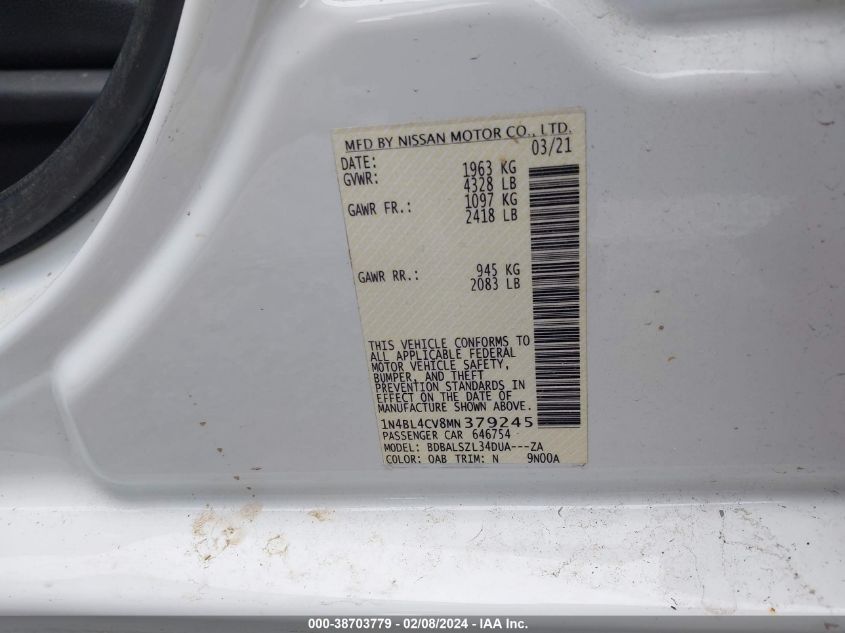 MFD BY NISSAN MOTOR CO., LTD.
DATE: 03/21
GVWR: 1963 KG
4328 LB
GAWR FR.: 1097 KG
2418 LB
GAWR RR.: 945 KG
2083 LB
THIS VEHICLE CONFORMS TO
ALL APPLICABLE FEDERAL
MOTOR VEHICLE SAFETY,
BUMPER, AND THEFT
PREVENTION STANDARDS IN
EFFECT ON THE DATE OF
MANUFACTURE SHOWN ABOVE.
1N4BL4CV8MN379245
PASSENGER CAR 646754
MODEL: BDBALSZL34DUA---ZA
COLOR: OAB TRIM: N 9N00A
000-38703779 - 02/08/2024 - IAA Inc.